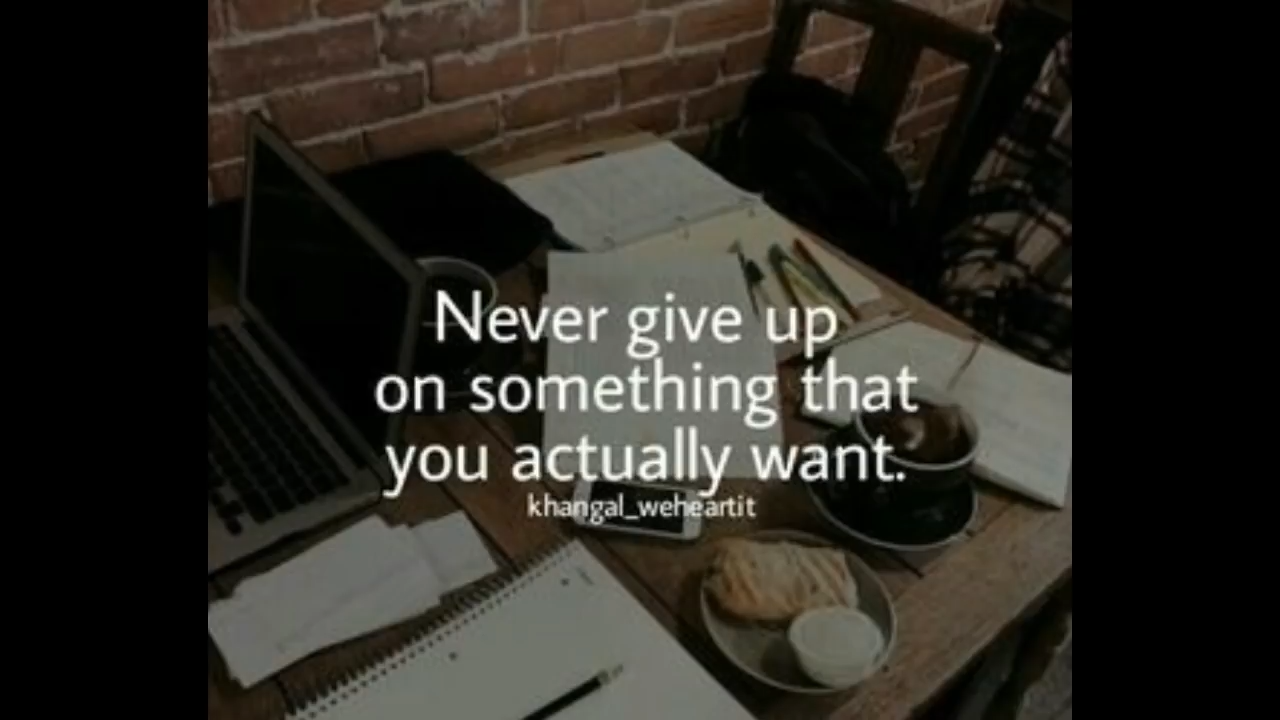 Never give up
on something that
you actually want.
khangal_weheartit